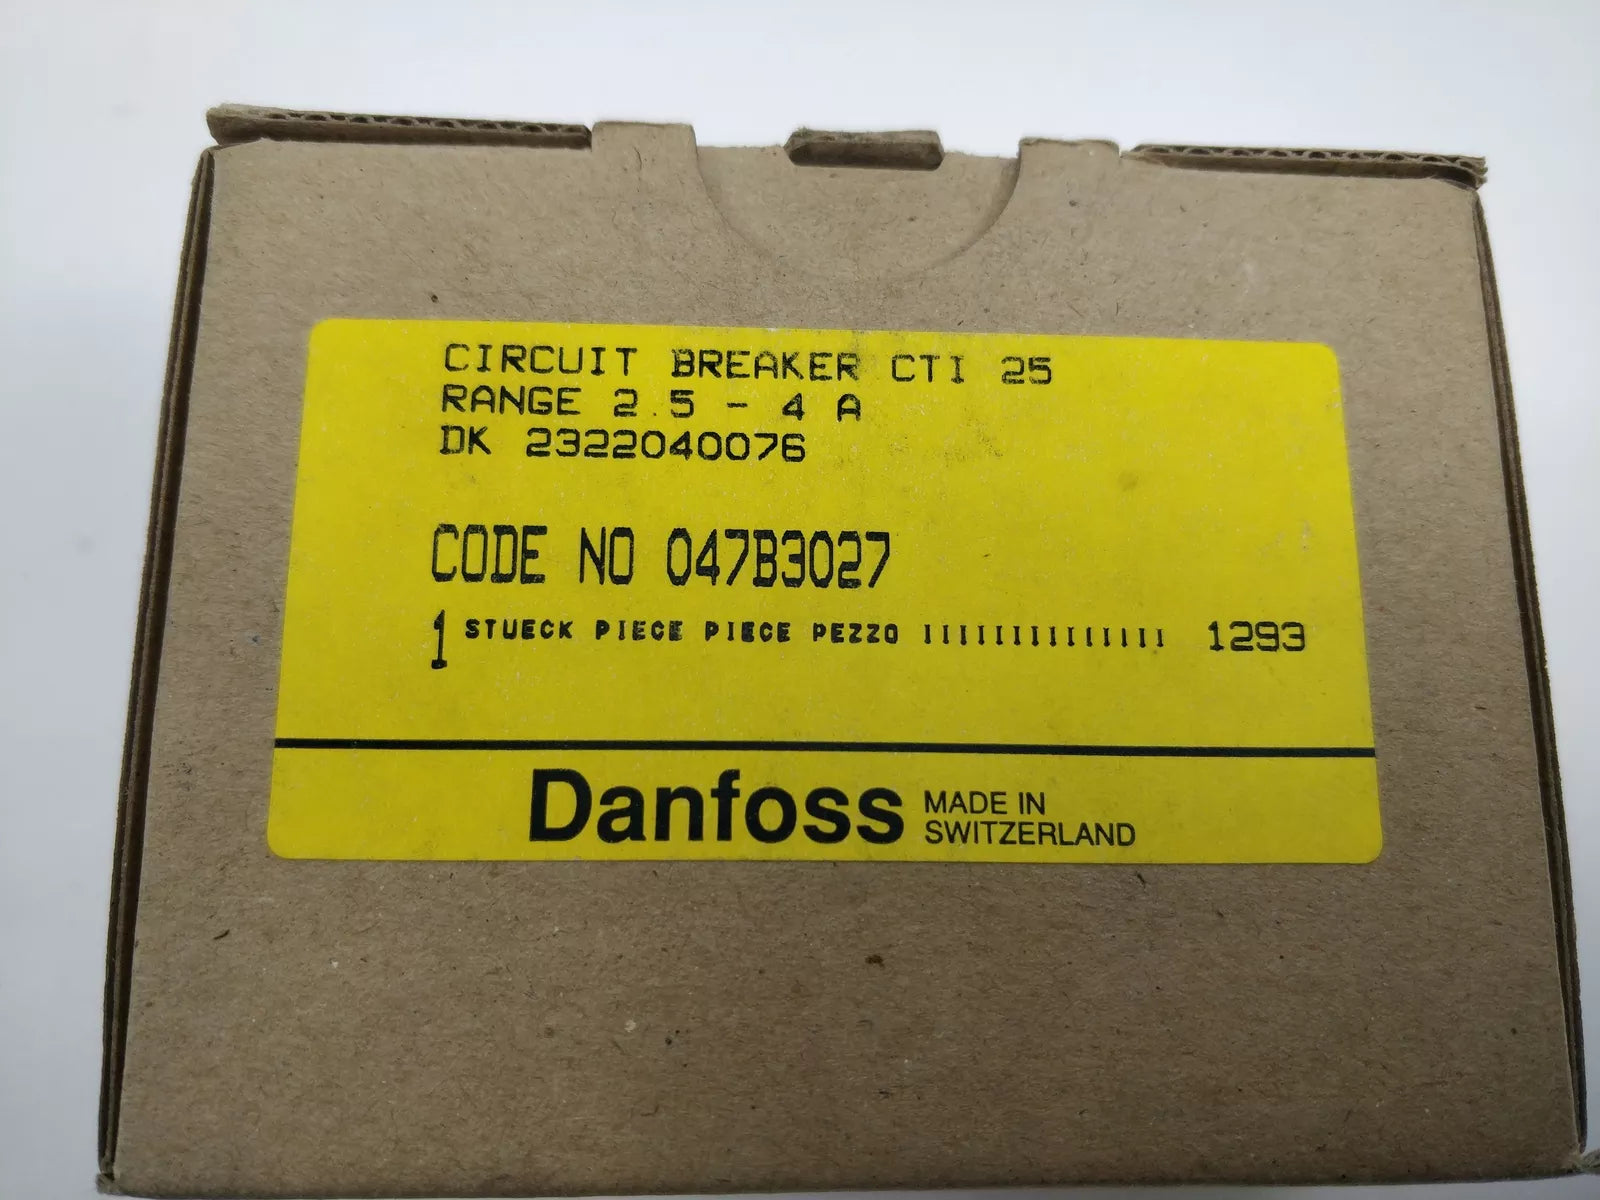 CIRCUIT BREAKER CTI 25
RANGE 2.5 - 4 A
DK 2322040076
CODE NO 047B3027
1 STUECK PIECE PIECE PEZZO IIIIIIIIIIIIIII 1293
Danfoss MADE IN
SWITZERLAND